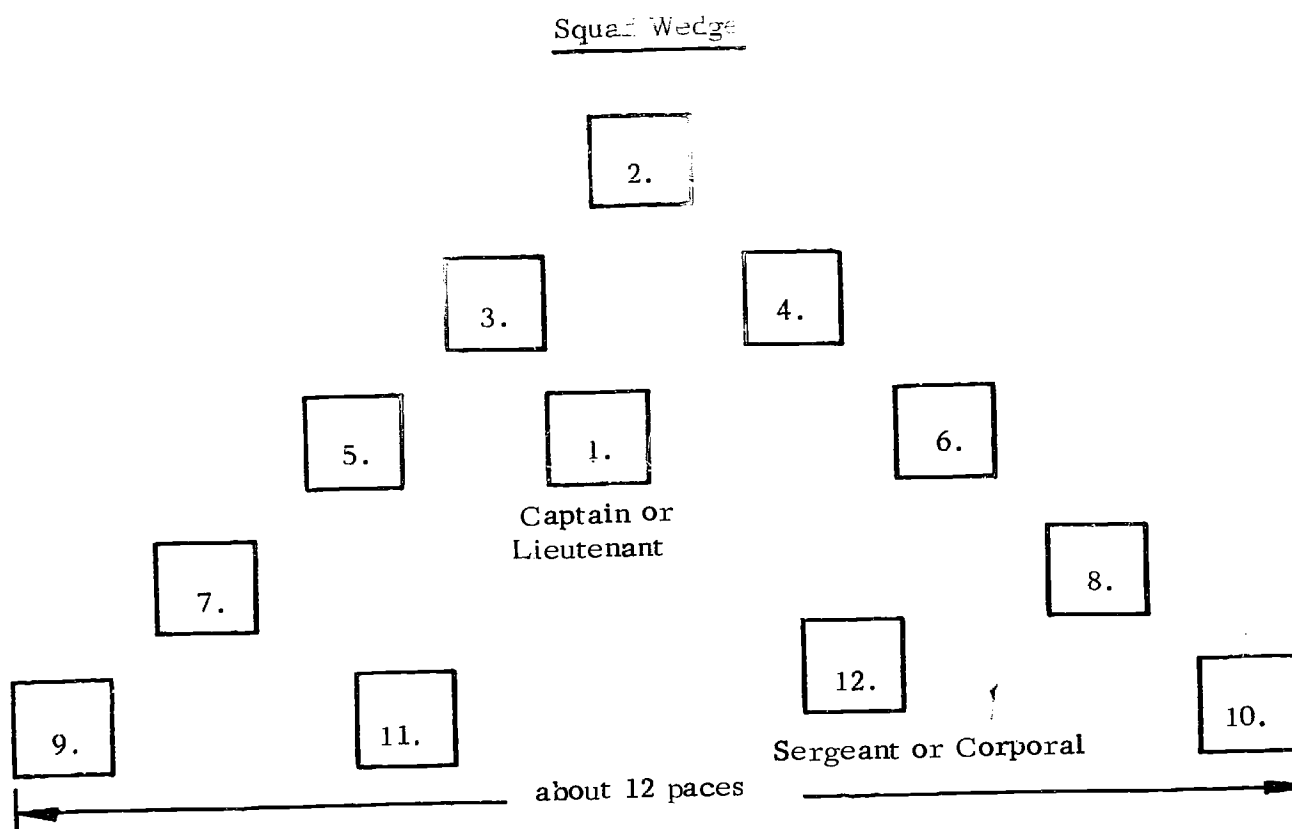 Squad Wedge
2.
3.
4.
5.
1.
6.
Captain or
Lieutenant
7.
8.
12.
9.
11.
10.
Sergeant or Corporal
about 12 paces